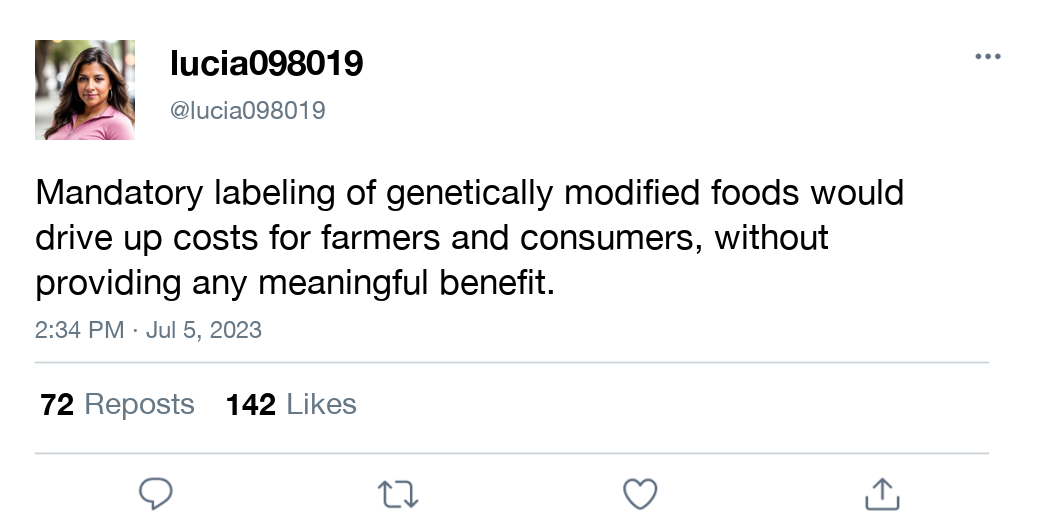 lucia098019
@lucia098019
Mandatory labeling of genetically modified foods would
drive up costs for farmers and consumers, without
providing any meaningful benefit.
2:34 PM · Jul 5, 2023
72 Reposts 142 Likes